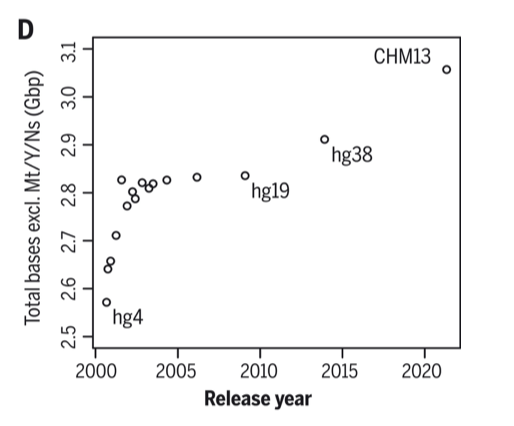 D
Total bases excl. Mt/Y/Ns (Gbp)
3.1
3.0
2.9
2.8
2.7
2.6
2.5
CHM13
hg38
hg19
hg4
2000 2005 2010 2015 2020
Release year